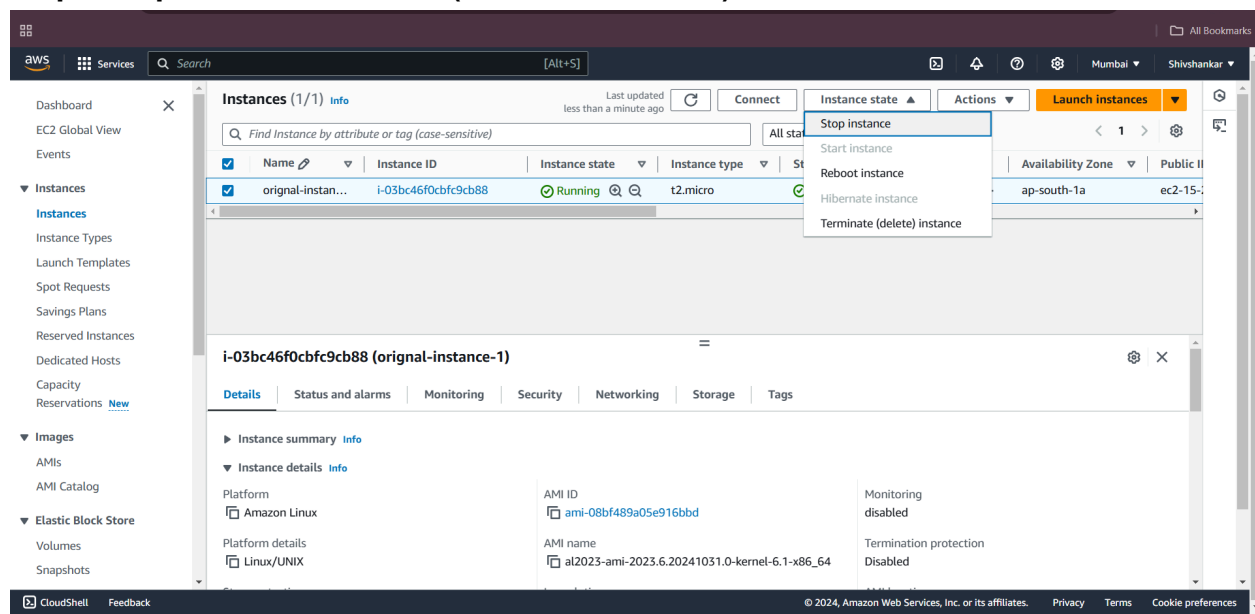 All Bookmarks
aws Services Search [Alt+S] Mumbai Shivshankar
Dashboard
EC2 Global View
Events
Instances
Instances
Instance Types
Launch Templates
Spot Requests
Savings Plans
Reserved Instances
Dedicated Hosts
Capacity
Reservations New
Images
AMIs
AMI Catalog
Elastic Block Store
Volumes
Snapshots
Instances (1/1) Info
Last updated
less than a minute ago
Connect Instance state Actions Launch instances
Find Instance by attribute or tag (case-sensitive) All stat
1
Stop instance
Start instance
Reboot instance
Hibernate instance
Terminate (delete) instance
Name Instance ID Instance state Instance type St Availability Zone Public II
orignal-instan... i-03bc46f0cbfc9cb88 Running t2.micro ap-south-1a ec2-15-
i-03bc46f0cbfc9cb88 (orignal-instance-1)
Details Status and alarms Monitoring Security Networking Storage Tags
Instance summary Info
Instance details Info
Platform AMI ID Monitoring
Amazon Linux ami-08bf489a05e916bbd disabled
Platform details AMI name Termination protection
Linux/UNIX al2023-ami-2023.6.20241031.0-kernel-6.1-x86_64 Disabled
CloudShell Feedback © 2024, Amazon Web Services, Inc. or its affiliates. Privacy Terms Cookie preferences